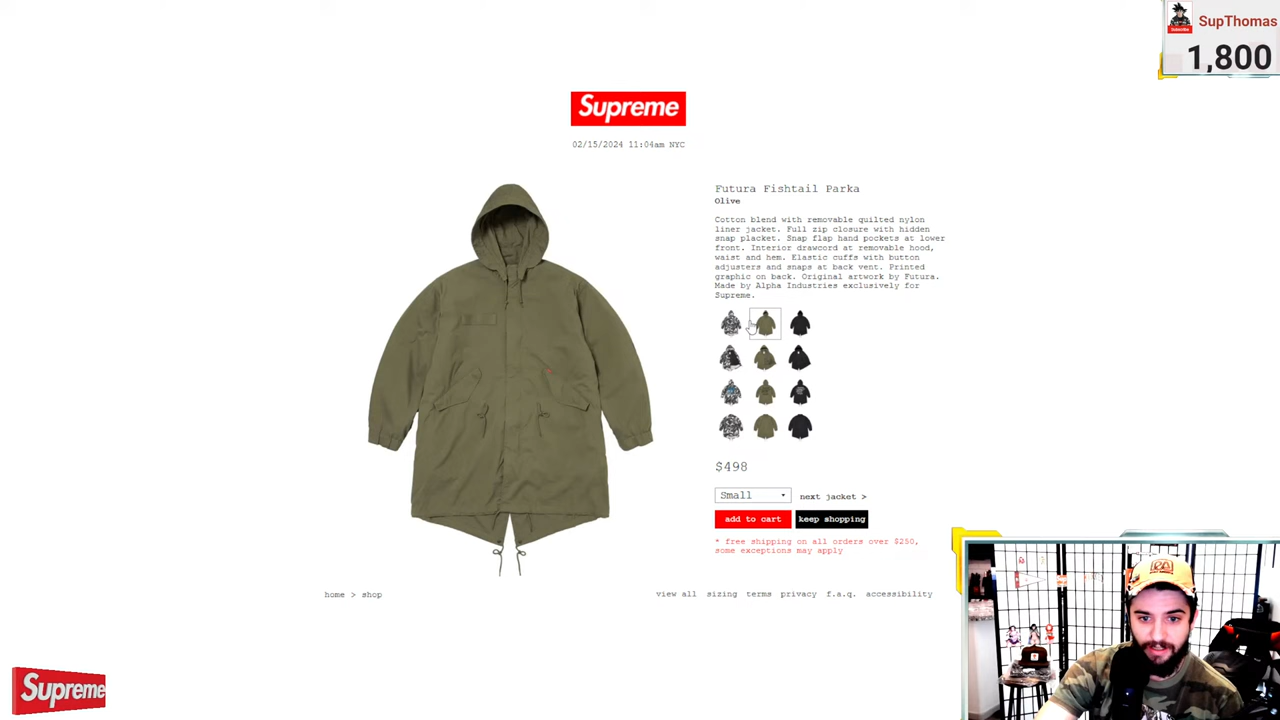 SupThomas
Subscribe
1,800
Supreme
02/15/2024 11:04am NYC
Futura Fishtail Parka
Olive
Cotton blend with removable quilted nylon
liner jacket. Full zip closure with hidden
snap placket. Snap flap hand pockets at lower
front. Interior drawcord at removable hood,
waist and hem. Elastic cuffs with button
adjusters and snaps at back vent. Printed
graphic on back. Original artwork by Futura.
Made by Alpha Industries exclusively for
Supreme.
$498
Small
next jacket >
add to cart
keep shopping
* free shipping on all orders over $250,
some exceptions may apply
home > shop
view all sizing terms privacy f.a.q. accessibility
Supreme